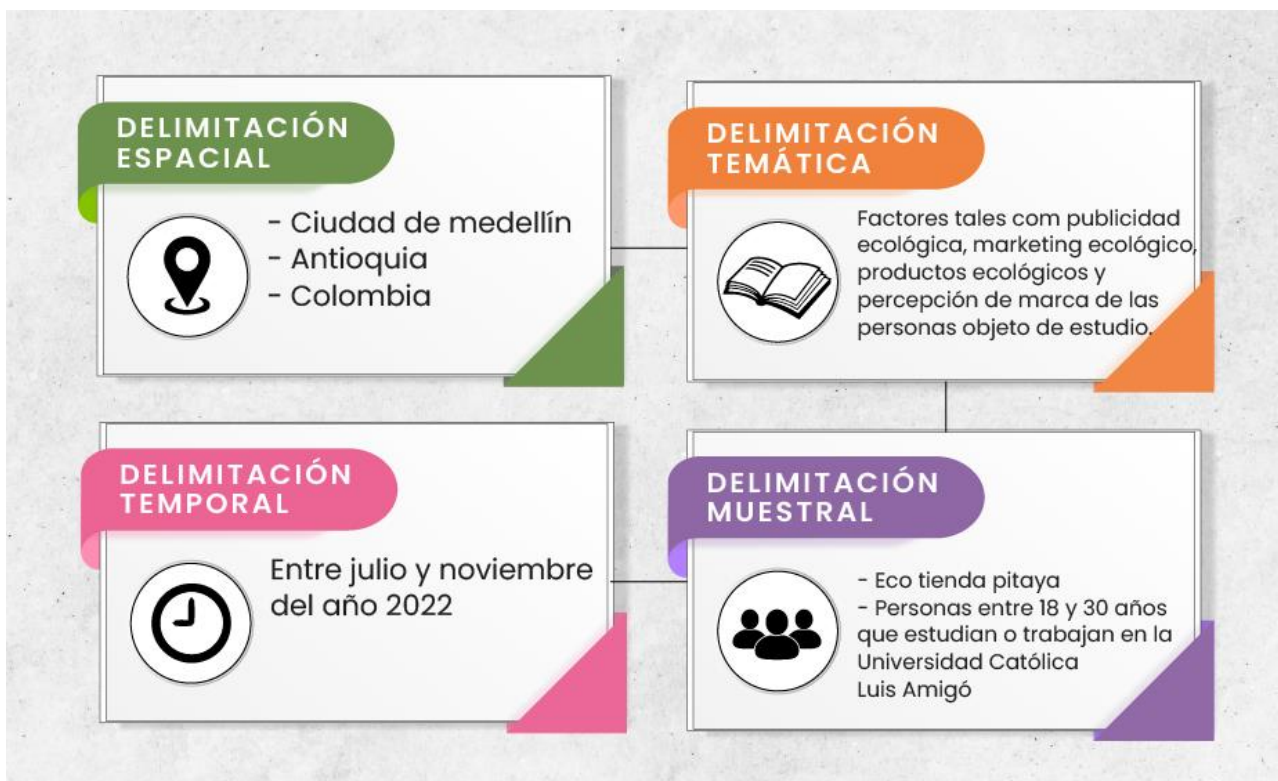 DELIMITACIÓN
ESPACIAL
- Ciudad de medellín
- Antioquia
- Colombia
DELIMITACIÓN
TEMÁTICA
Factores tales com publicidad
ecológica, marketing ecológico,
productos ecológicos y
percepción de marca de las
personas objeto de estudio.
DELIMITACIÓN
TEMPORAL
Entre julio y noviembre
del año 2022
DELIMITACIÓN
MUESTRAL
- Eco tienda pitaya
- Personas entre 18 y 30 años
que estudian o trabajan en la
Universidad Católica
Luis Amigó